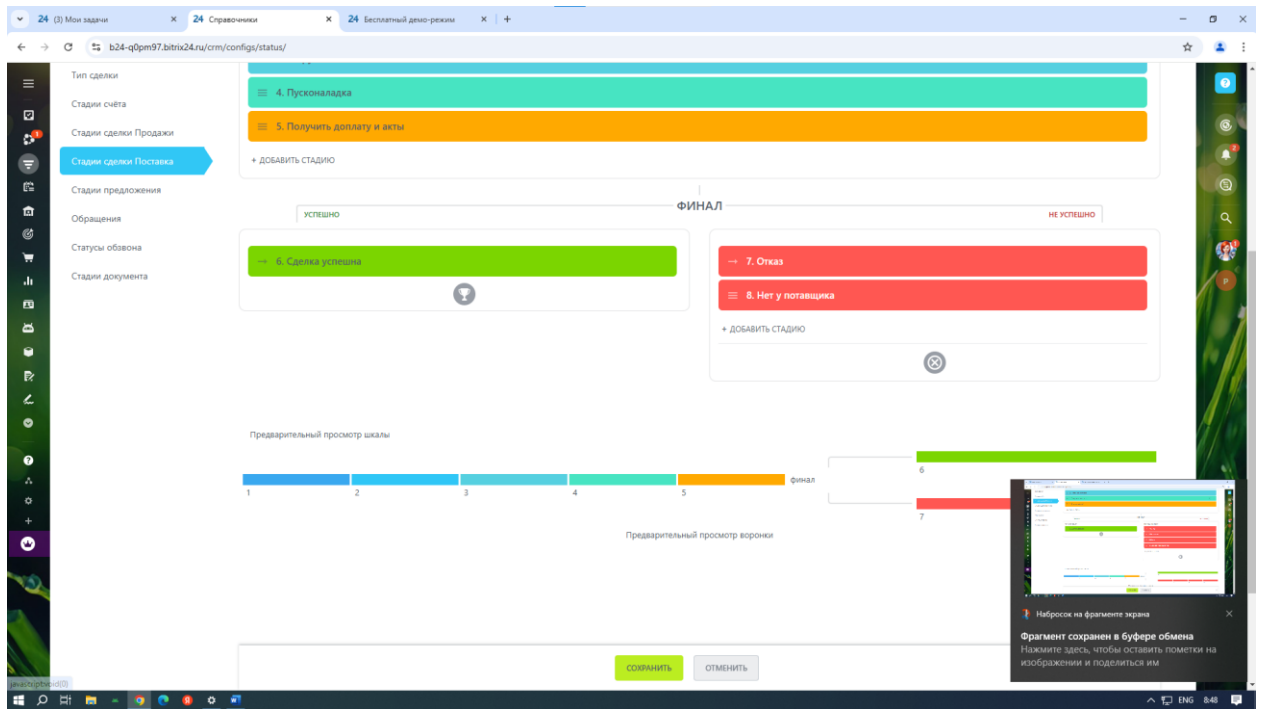 24 (3) Мои задачи
24 Справочники
24 Бесплатный демо-режим
b24-q0pm97.bitrix24.ru/crm/configs/status/
Тип сделки
Стадии счёта
Стадии сделки Продажи
Стадии сделки Поставка
Стадии предложения
Обращения
Статусы обзвона
Стадии документа
4. Пусконаладка
5. Получить доплату и акты
+ ДОБАВИТЬ СТАДИЮ
ФИНАЛ
УСПЕШНО
НЕ УСПЕШНО
6. Сделка успешна
7. Отказ
8. Нет у потавщика
+ ДОБАВИТЬ СТАДИЮ
Предварительный просмотр шкалы
1 2 3 4 5 финал 6 7
Предварительный просмотр воронки
СОХРАНИТЬ
ОТМЕНИТЬ
Набросок на фрагменте экрана
Фрагмент сохранен в буфере обмена
Нажмите здесь, чтобы оставить пометки на
изображении и поделиться им
javascript:void(0)
ENG 8:48